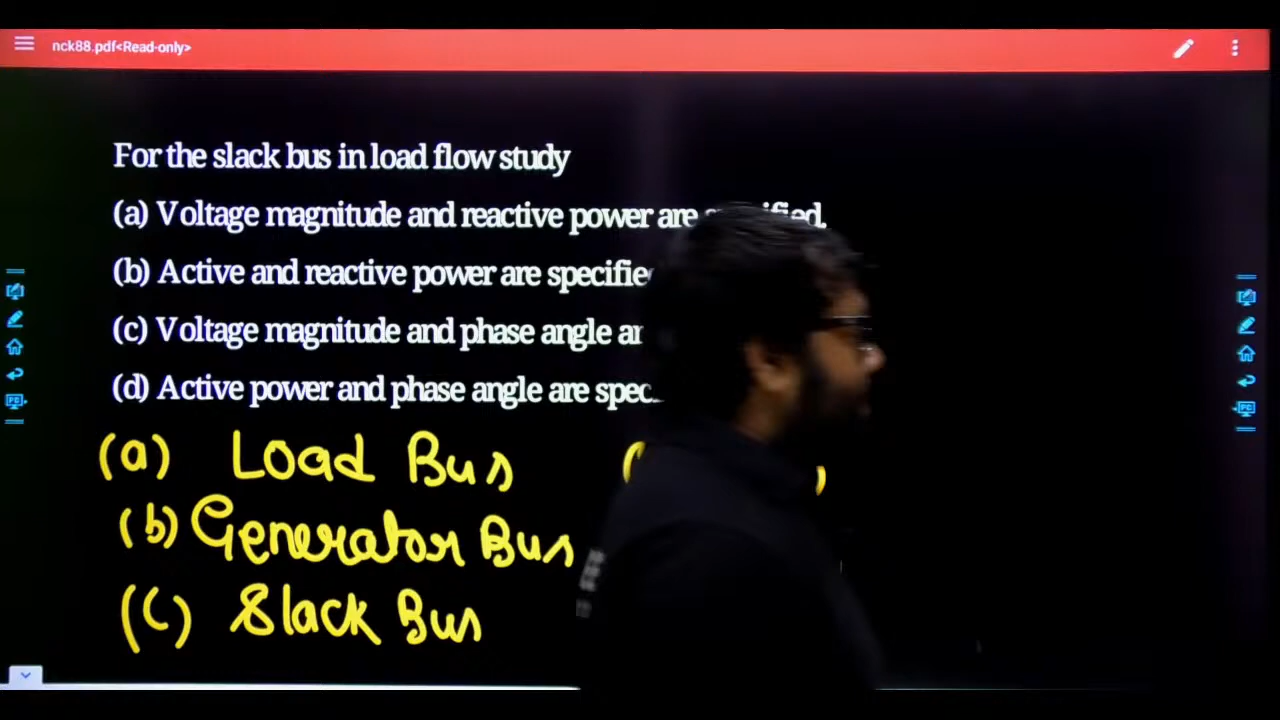 nck88.pdf<Read-only>
For the slack bus in load flow study
(a) Voltage magnitude and reactive power are
(b) Active and reactive power are
(c) Voltage magnitude and phase angle
(d) Active power and phase angle are
(a) Load Bus
(b) Generator Bus
(c) Slack Bus